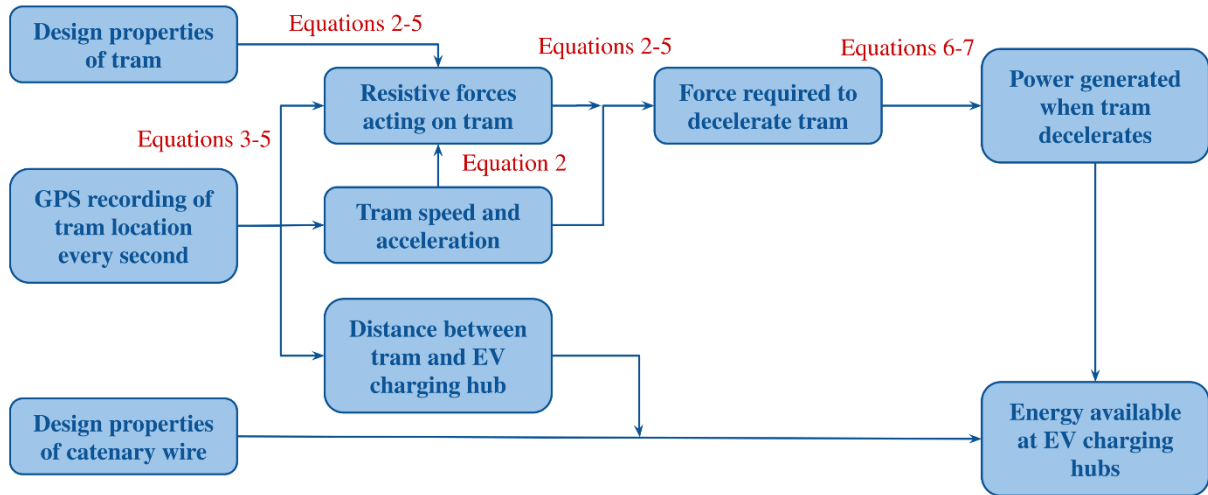 Design properties
of tram
Equations 2-5
Equations 2-5
Equations 6-7
Resistive forces
acting on tram
Force required to
decelerate tram
Power generated
when tram
decelerates
Equations 3-5
Equation 2
GPS recording of
tram location
every second
Tram speed and
acceleration
Distance between
tram and EV
charging hub
Design properties
of catenary wire
Energy available
at EV charging
hubs